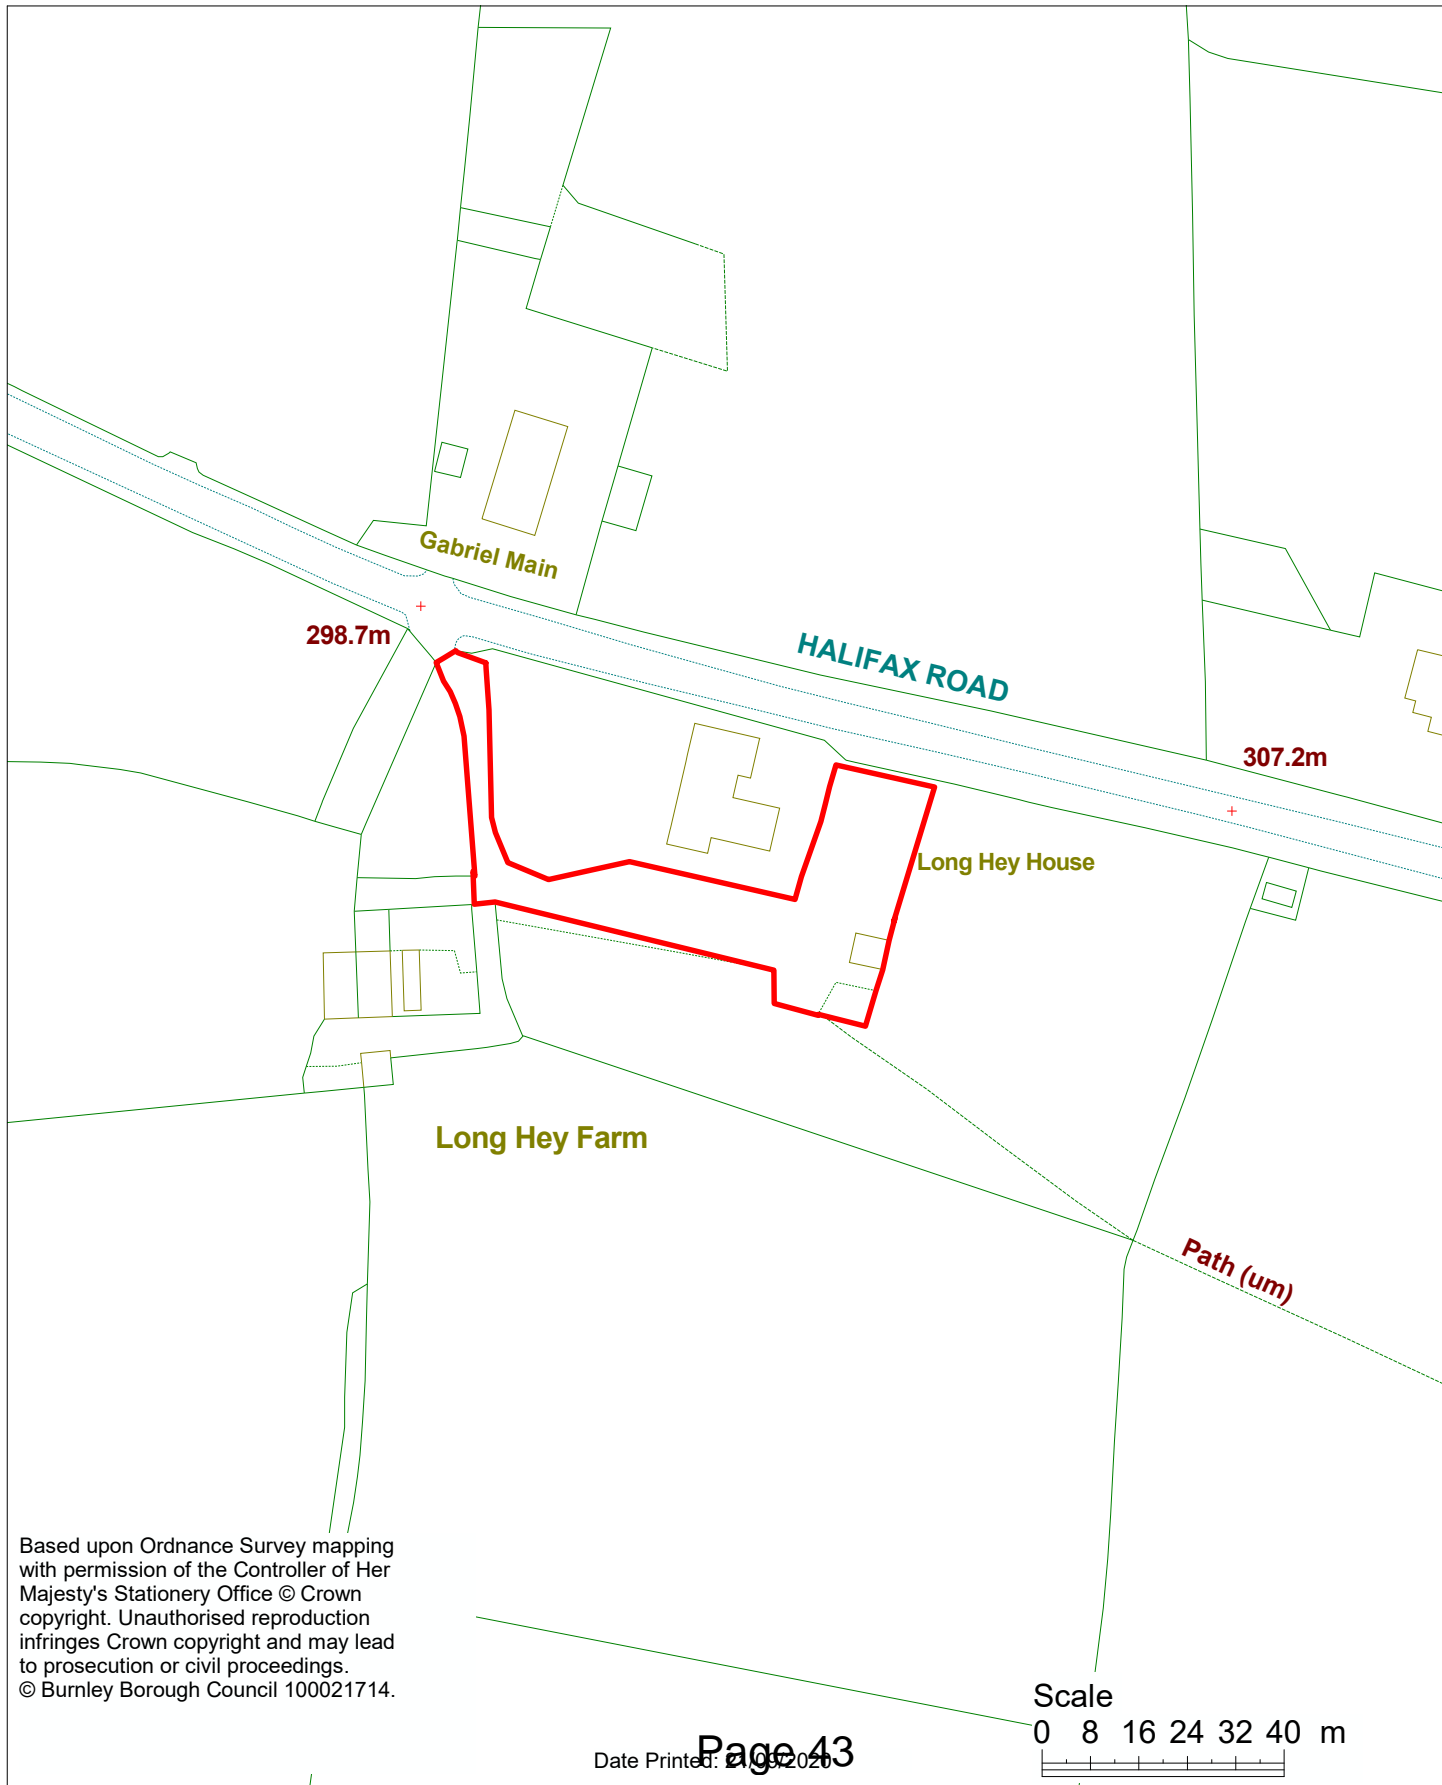 Gabriel Main
298.7m
HALIFAX ROAD
307.2m
Long Hey House
Long Hey Farm
Path (um)
Based upon Ordnance Survey mapping
with permission of the Controller of Her
Majesty's Stationery Office © Crown
copyright. Unauthorised reproduction
infringes Crown copyright and may lead
to prosecution or civil proceedings.
© Burnley Borough Council 100021714.
Scale
0 8 16 24 32 40 m
Page 43
Date Printed: 21/09/2020